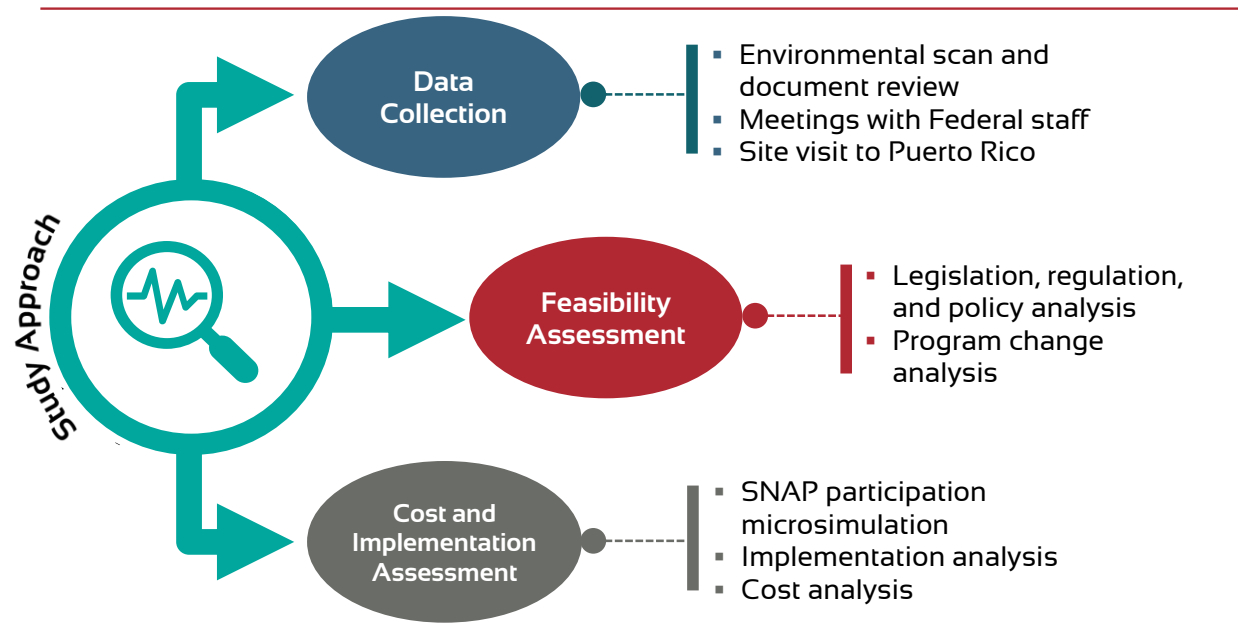 Study Approach
Data
Collection
▪ Environmental scan and
document review
▪ Meetings with Federal staff
▪ Site visit to Puerto Rico
Feasibility
Assessment
▪ Legislation, regulation,
and policy analysis
▪ Program change
analysis
Cost and
Implementation
Assessment
▪ SNAP participation
microsimulation
▪ Implementation analysis
▪ Cost analysis